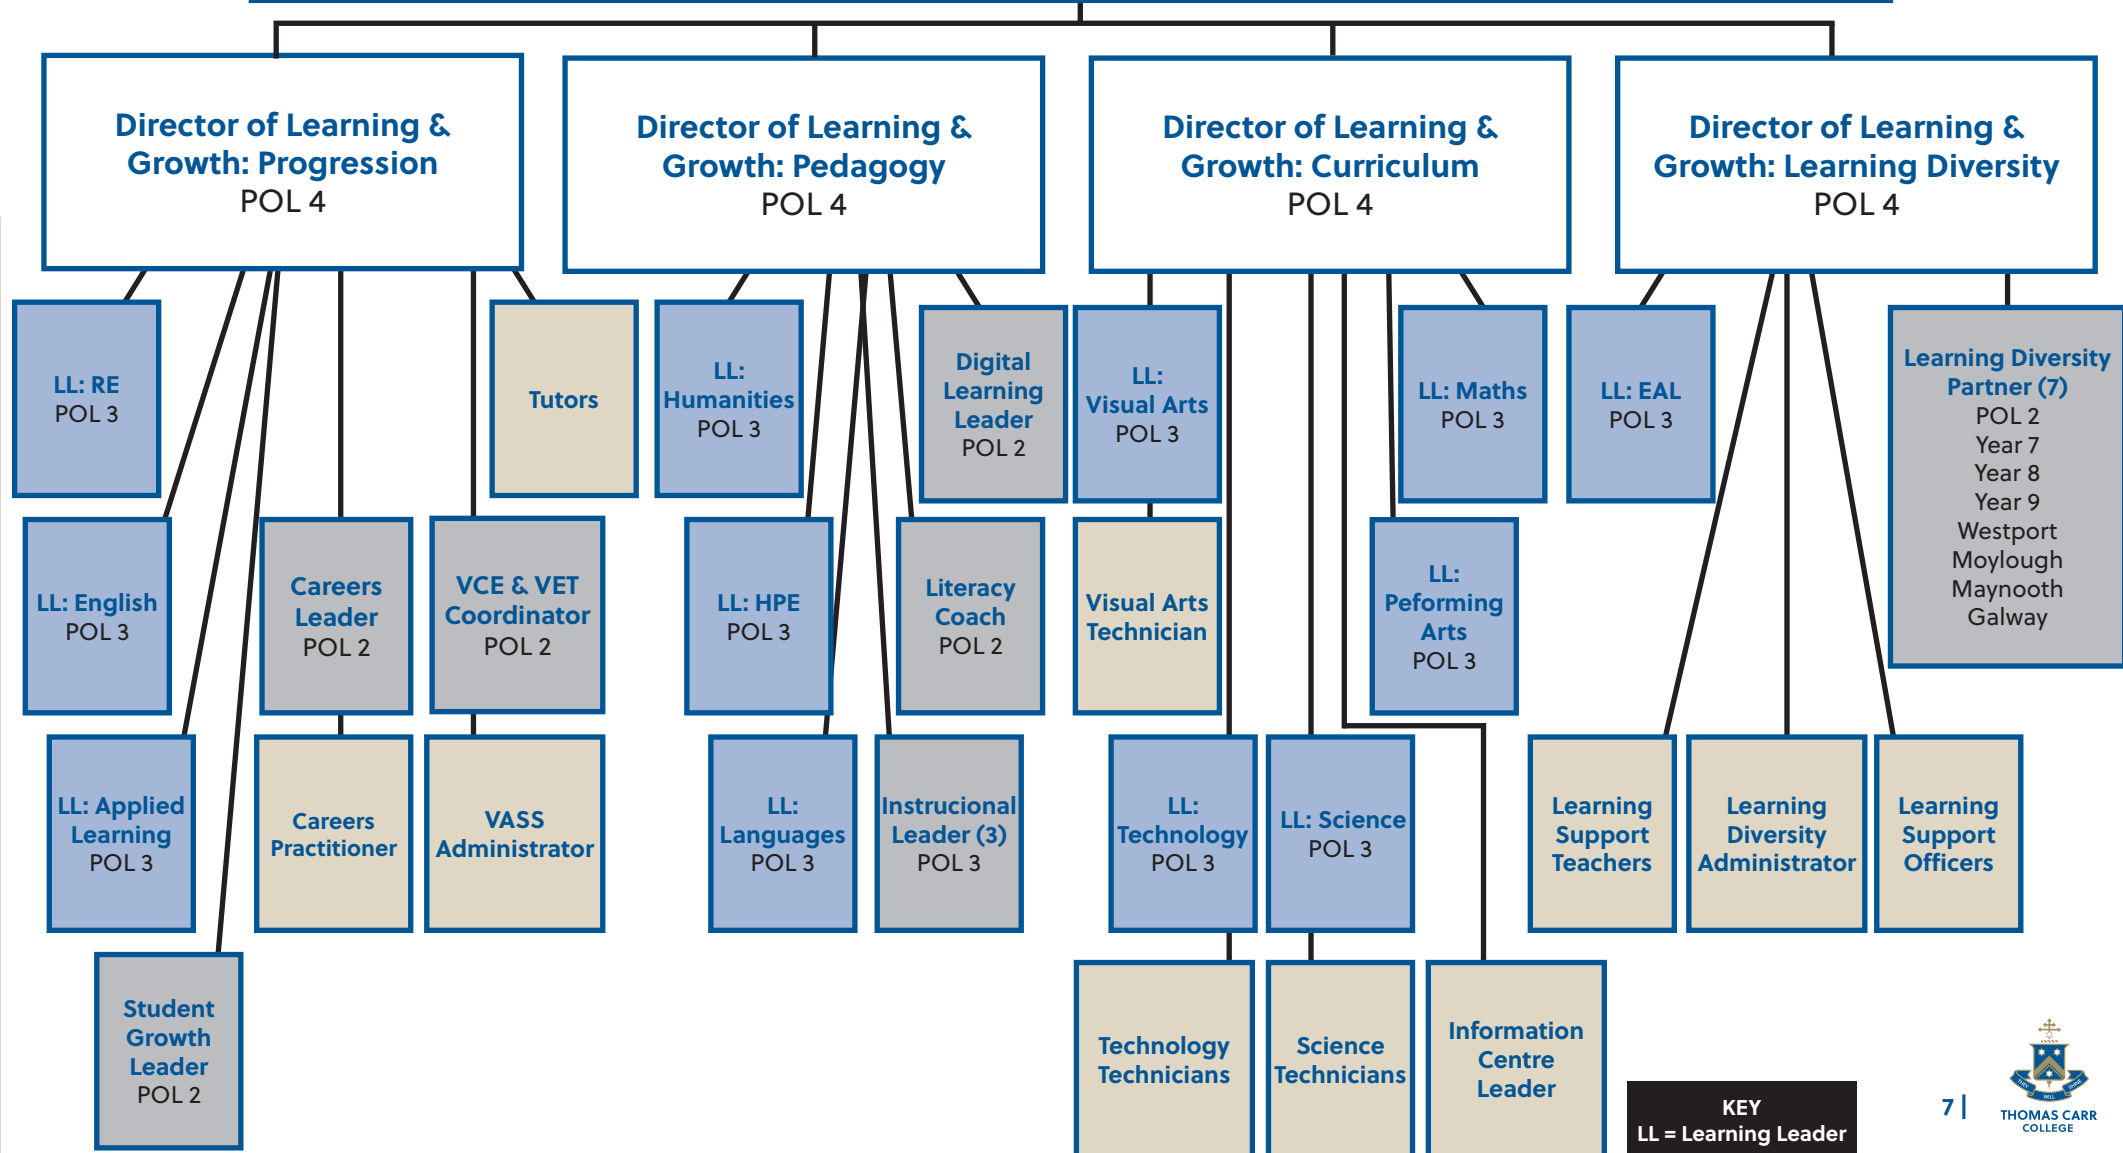 Director of Learning &
Growth: Progression
POL 4
Director of Learning &
Growth: Pedagogy
POL 4
Director of Learning &
Growth: Curriculum
POL 4
Director of Learning &
Growth: Learning Diversity
POL 4
LL: RE
POL 3
Tutors
LL:
Humanities
POL 3
Digital
Learning
Leader
POL 2
LL:
Visual Arts
POL 3
LL: Maths
POL 3
LL: EAL
POL 3
Learning Diversity
Partner (7)
POL 2
Year 7
Year 8
Year 9
Westport
Moylough
Maynooth
Galway
LL: English
POL 3
Careers
Leader
POL 2
VCE & VET
Coordinator
POL 2
LL: HPE
POL 3
Literacy
Coach
POL 2
Visual Arts
Technician
LL:
Peforming
Arts
POL 3
LL: Applied
Learning
POL 3
Careers
Practitioner
VASS
Administrator
LL:
Languages
POL 3
Instrucional
Leader (3)
POL 3
LL:
Technology
POL 3
LL: Science
POL 3
Learning
Support
Teachers
Learning
Diversity
Administrator
Learning
Support
Officers
Student
Growth
Leader
POL 2
Technology
Technicians
Science
Technicians
Information
Centre
Leader
KEY
LL = Learning Leader
7 |
THEY WILL SHINE
THOMAS CARR
COLLEGE